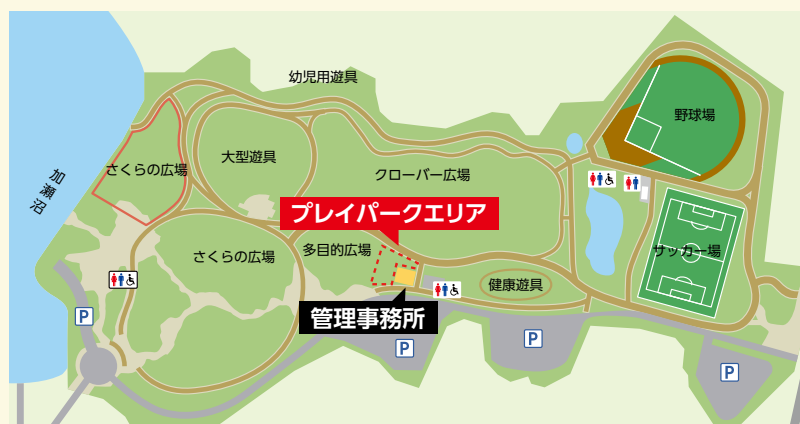 幼児用遊具
野球場
大型遊具
さくらの広場
クローバー広場
加瀬沼
プレイパークエリア
サッカー場
多目的広場
さくらの広場
健康遊具
管理事務所
P
P
P
P